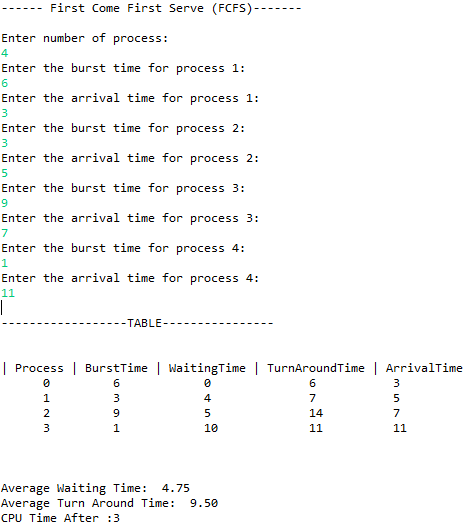 ------ First Come First Serve (FCFS)-------
Enter number of process:
4
Enter the burst time for process 1:
6
Enter the arrival time for process 1:
3
Enter the burst time for process 2:
3
Enter the arrival time for process 2:
5
Enter the burst time for process 3:
9
Enter the arrival time for process 3:
7
Enter the burst time for process 4:
1
Enter the arrival time for process 4:
11
------------------TABLE----------------
| Process | BurstTime | WaitingTime | TurnAroundTime | ArrivalTime
0 6 0 6 3
1 3 4 7 5
2 9 5 14 7
3 1 10 11 11
Average Waiting Time:  4.75
Average Turn Around Time:  9.50
CPU Time After :3